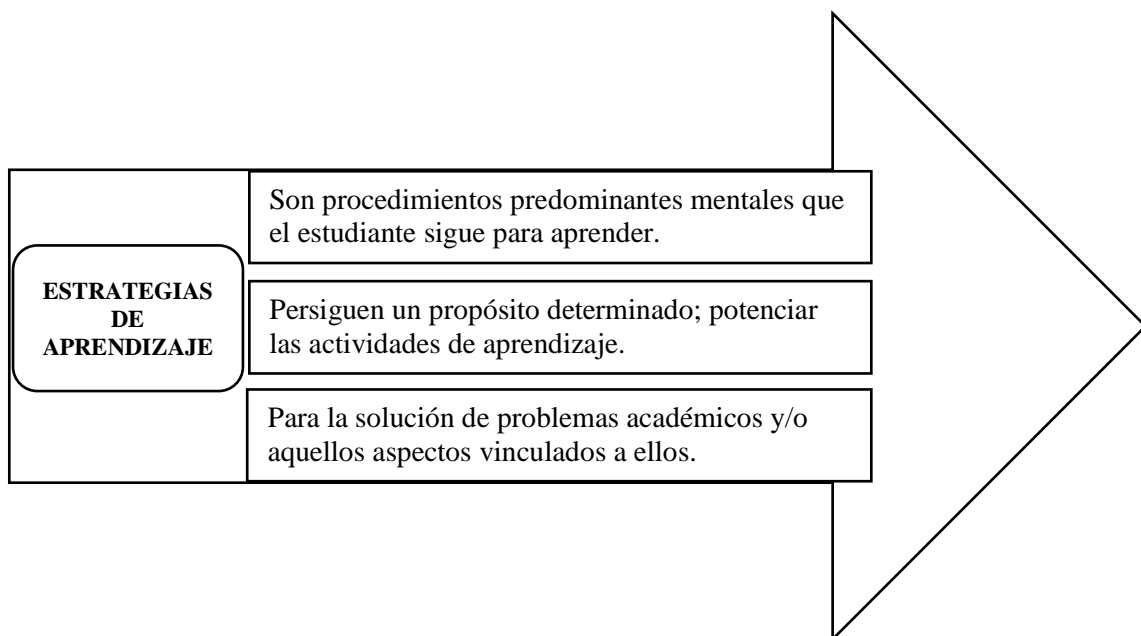 ESTRATEGIAS
DE
APRENDIZAJE
Son procedimientos predominantes mentales que
el estudiante sigue para aprender.
Persiguen un propósito determinado; potenciar
las actividades de aprendizaje.
Para la solución de problemas académicos y/o
aquellos aspectos vinculados a ellos.